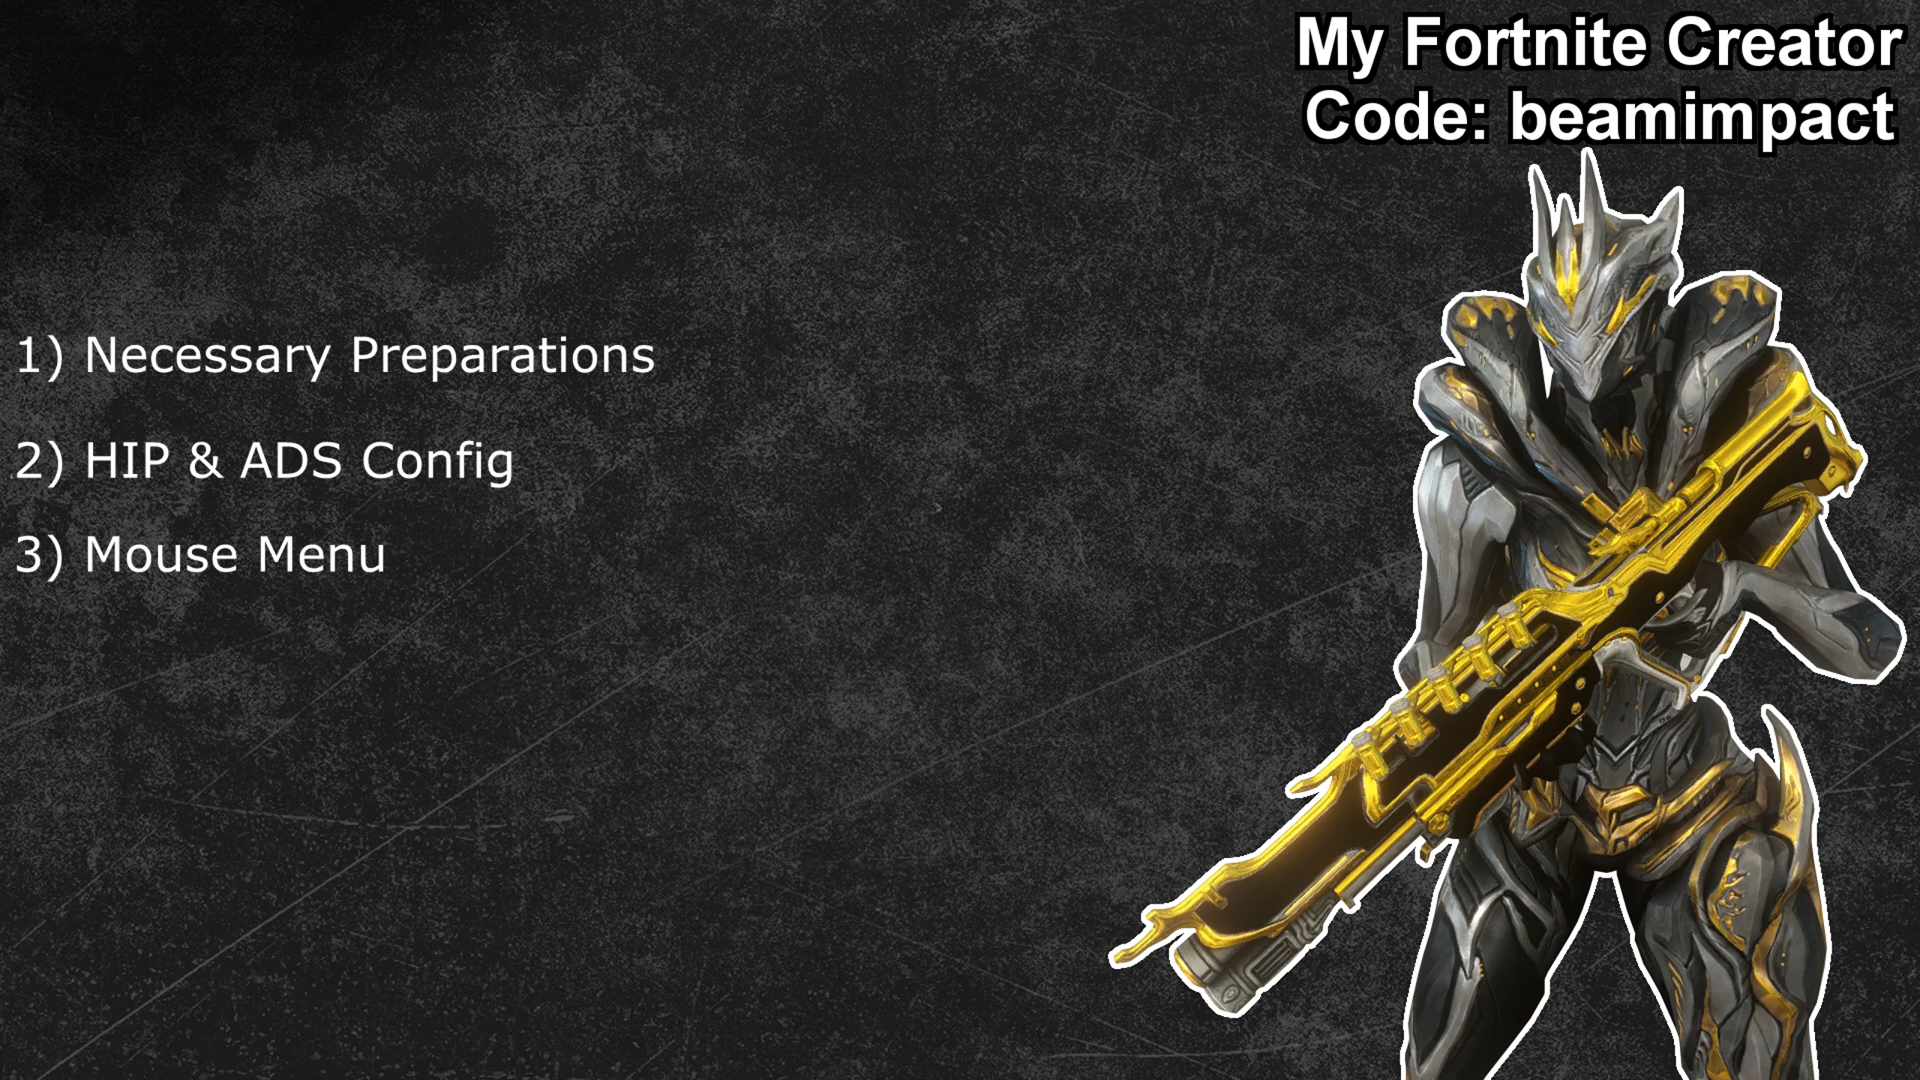 My Fortnite Creator
Code: beamimpact
1) Necessary Preparations
2) HIP & ADS Config
3) Mouse Menu